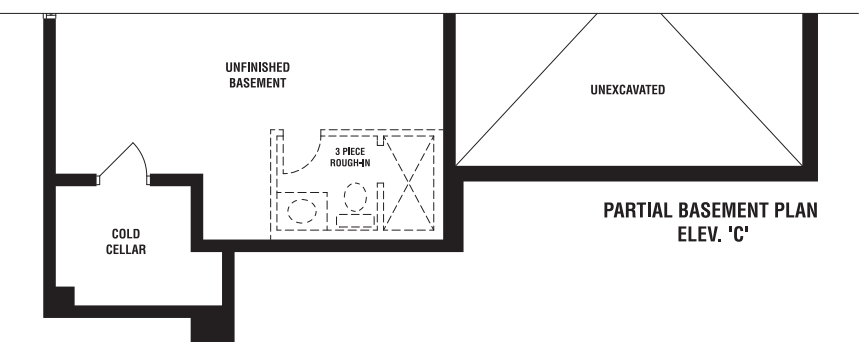 UNFINISHED
BASEMENT
UNEXCAVATED
3 PIECE
ROUGH-IN
COLD
CELLAR
PARTIAL BASEMENT PLAN
ELEV. 'C'